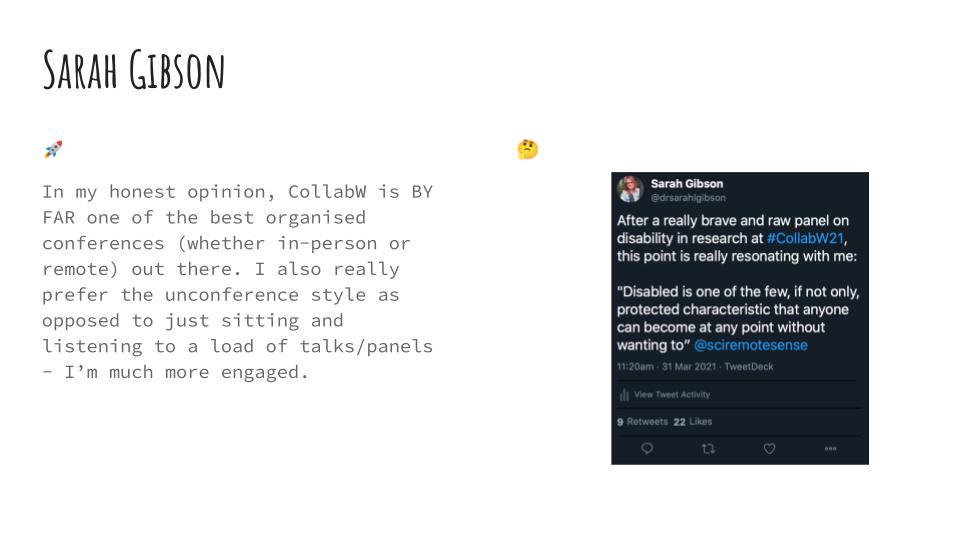 Sarah Gibson
🚀
In my honest opinion, CollabW is BY
FAR one of the best organised
conferences (whether in-person or
remote) out there. I also really
prefer the unconference style as
opposed to just sitting and
listening to a load of talks/panels
- I’m much more engaged.
🤔
Sarah Gibson
@drsarahlgibson
After a really brave and raw panel on
disability in research at #CollabW21,
this point is really resonating with me:
"Disabled is one of the few, if not only,
protected characteristic that anyone
can become at any point without
wanting to” @sciremotesense
11:20am · 31 Mar 2021 · TweetDeck
View Tweet Activity
9 Retweets 22 Likes